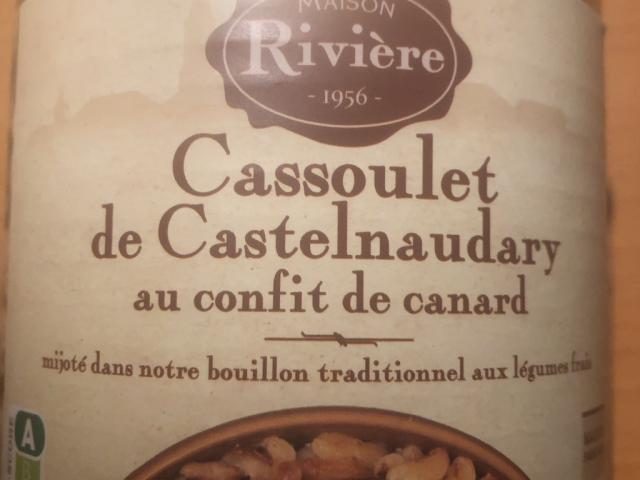 MAISON
Rivière
- 1956 -
Cassoulet
de Castelnaudary
au confit de canard
mijoté dans notre bouillon traditionnel aux légumes frais
A
B